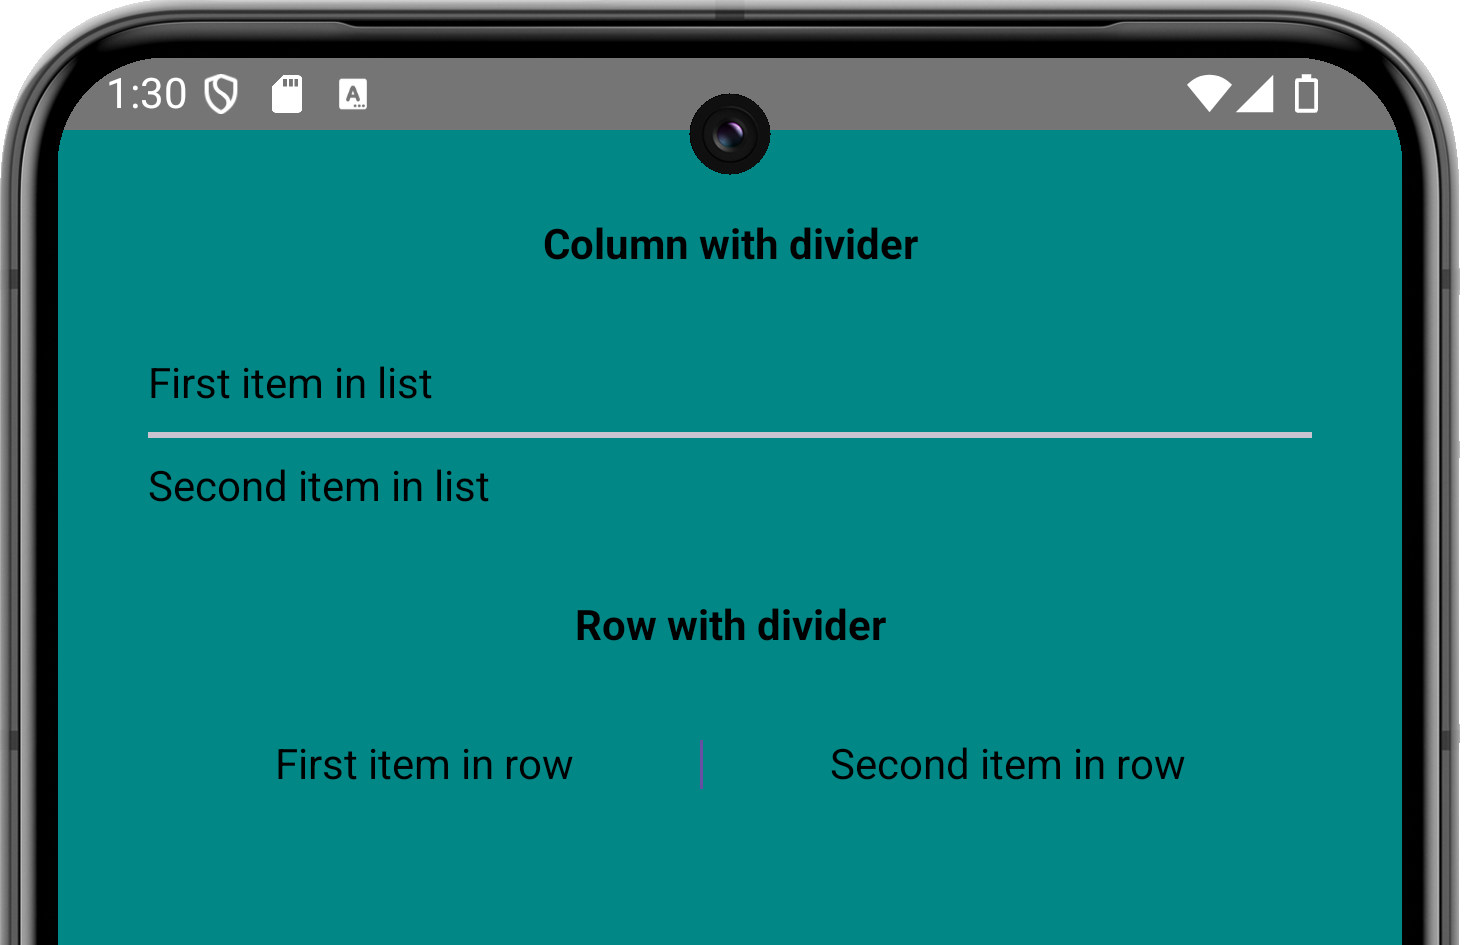 1:30
A
Column with divider
First item in list
Second item in list
Row with divider
First item in row
Second item in row